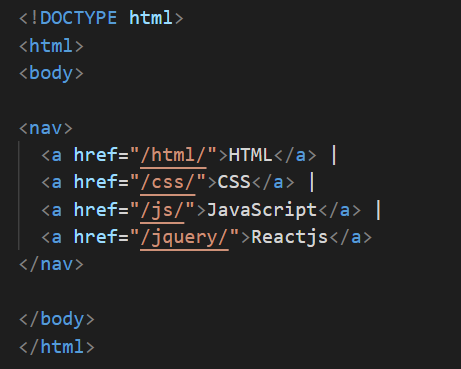 <!DOCTYPE html>
<html>
<body>
<nav>
<a href="/html/">HTML</a> |
<a href="/css/">CSS</a> |
<a href="/js/">JavaScript</a> |
<a href="/jquery/">Reactjs</a>
</nav>
</body>
</html>